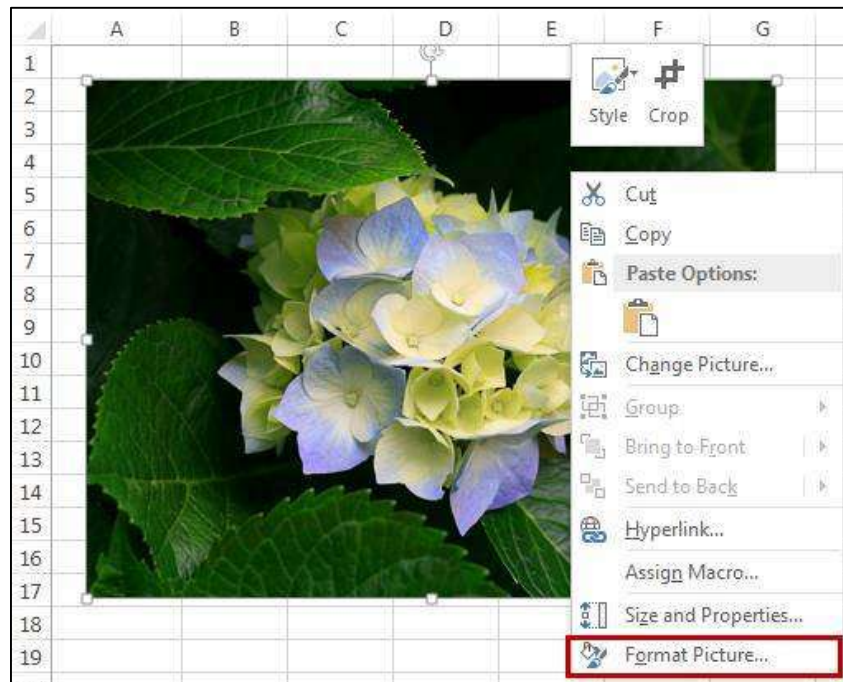 A B C D E F G
1
2
3
4
5
6
7
8
9
10
11
12
13
14
15
16
17
18
19
Style Crop
Cut
Copy
Paste Options:
Change Picture...
Group
Bring to Front
Send to Back
Hyperlink...
Assign Macro...
Size and Properties...
Format Picture...